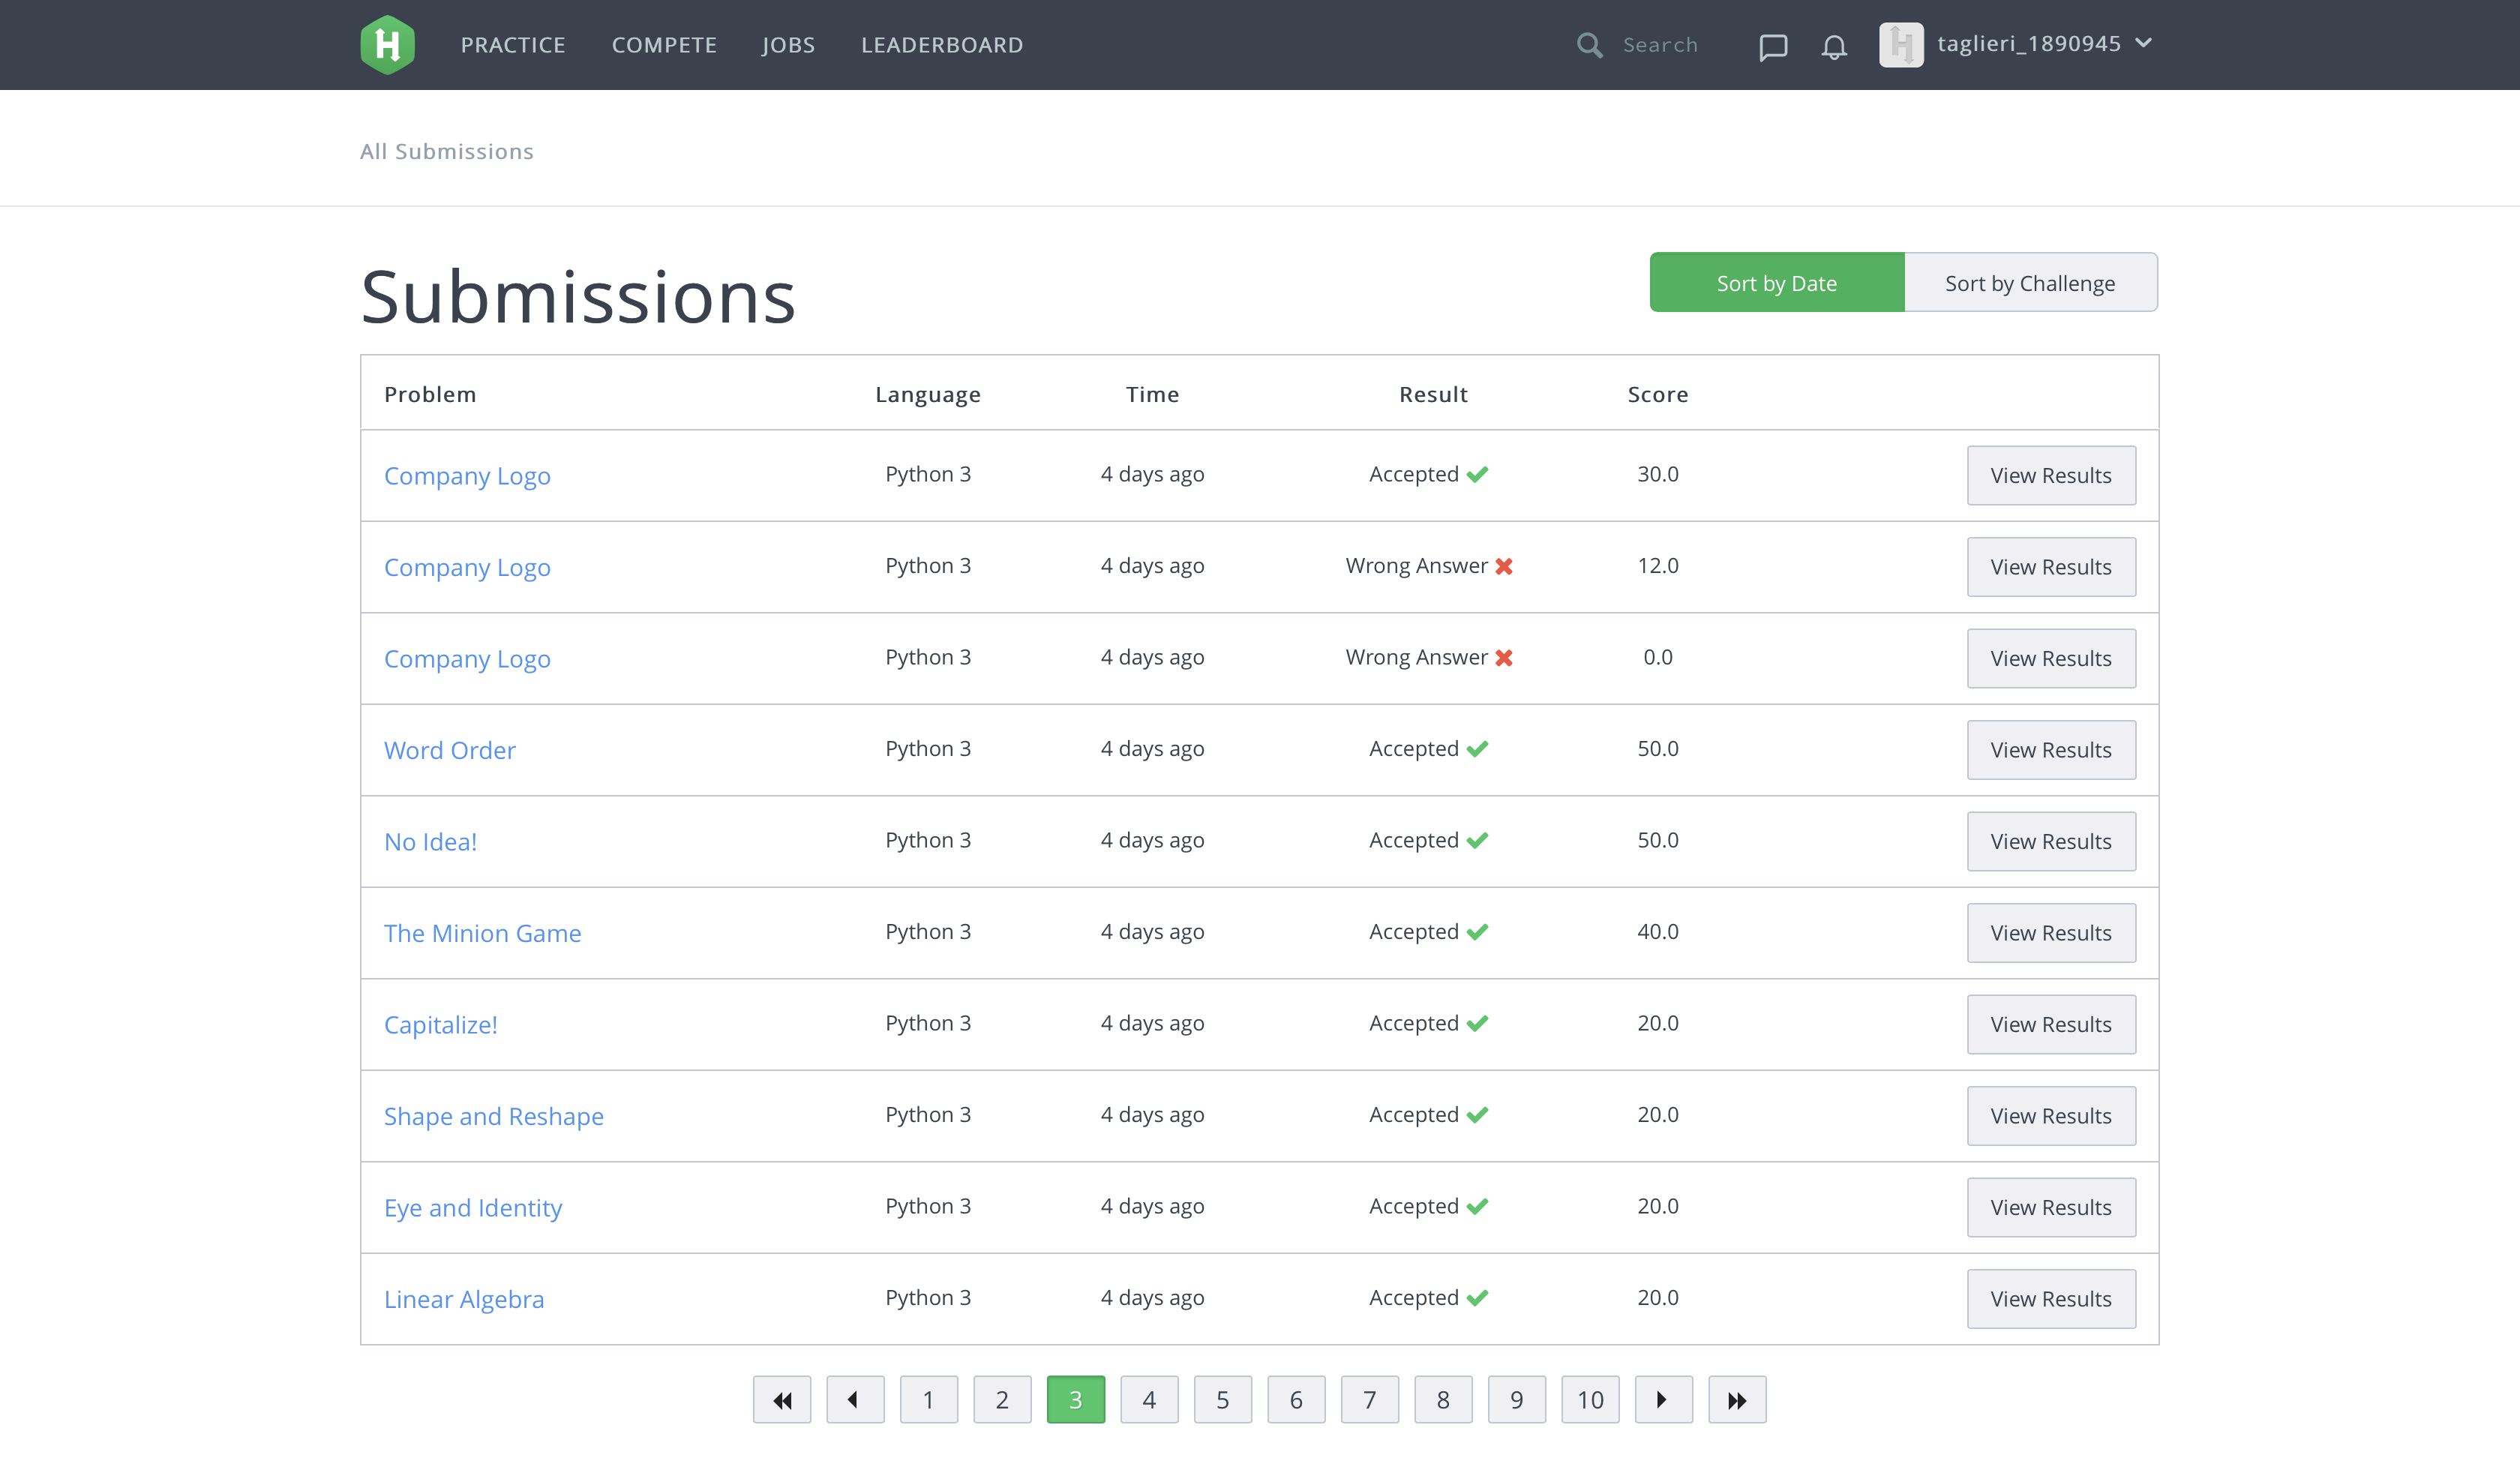 PRACTICE COMPETE JOBS LEADERBOARD Search taglieri_1890945
All Submissions
Submissions Sort by Date Sort by Challenge
Problem Language Time Result Score
Company Logo Python 3 4 days ago Accepted 30.0 View Results
Company Logo Python 3 4 days ago Wrong Answer 12.0 View Results
Company Logo Python 3 4 days ago Wrong Answer 0.0 View Results
Word Order Python 3 4 days ago Accepted 50.0 View Results
No Idea! Python 3 4 days ago Accepted 50.0 View Results
The Minion Game Python 3 4 days ago Accepted 40.0 View Results
Capitalize! Python 3 4 days ago Accepted 20.0 View Results
Shape and Reshape Python 3 4 days ago Accepted 20.0 View Results
Eye and Identity Python 3 4 days ago Accepted 20.0 View Results
Linear Algebra Python 3 4 days ago Accepted 20.0 View Results
1 2 3 4 5 6 7 8 9 10